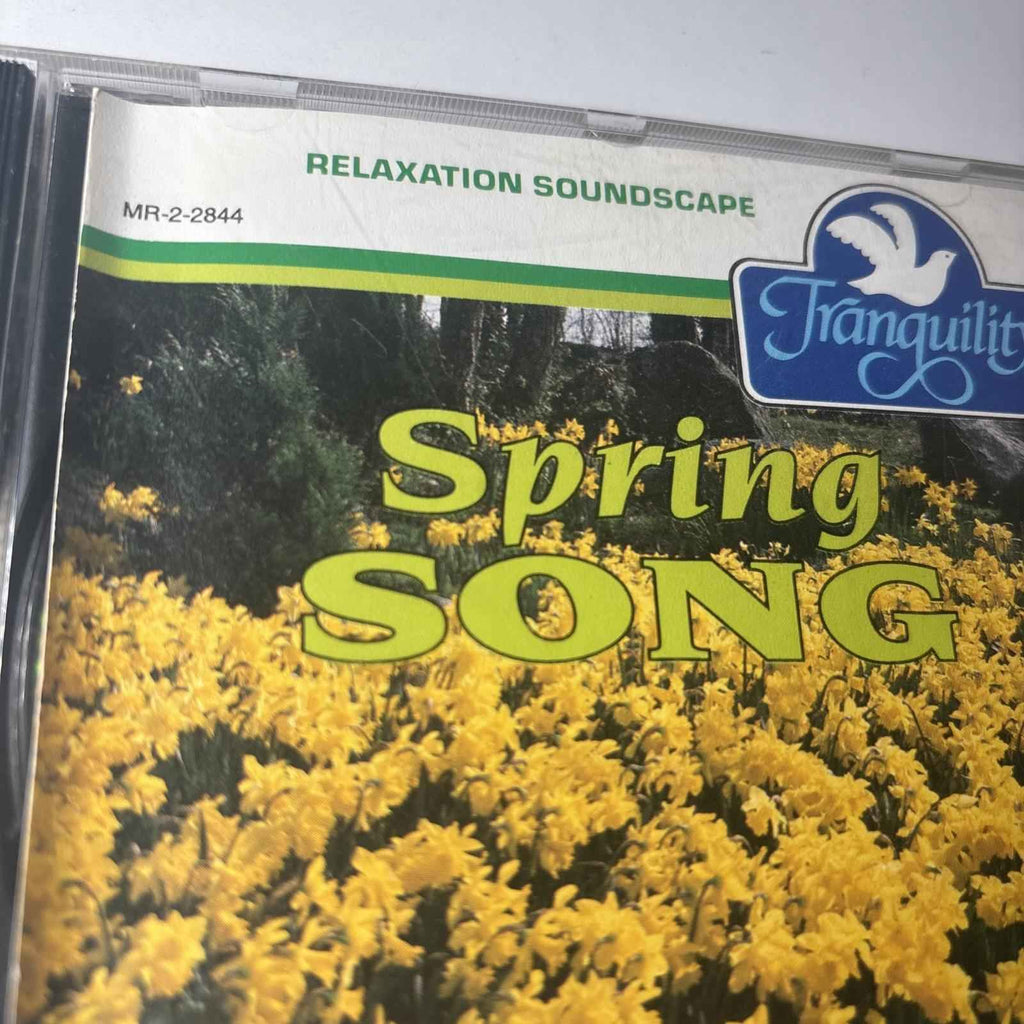 RELAXATION SOUNDSCAPE
MR-2-2844
Tranquility
Spring
SONG